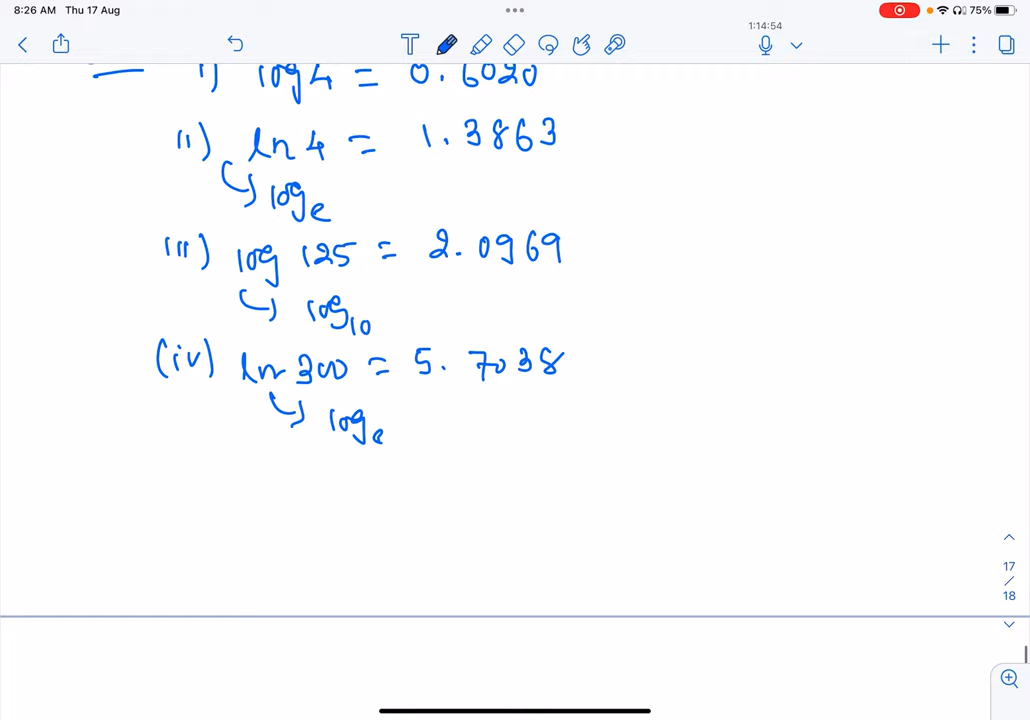 8:26 AM Thu 17 Aug
75%
1:14:54
T
i) log 4 = 0.6020
ii) ln 4 = 1.3863
log e
iii) log 125 = 2.0969
log 10
(iv) ln 300 = 5.7038
log e
17
/
18